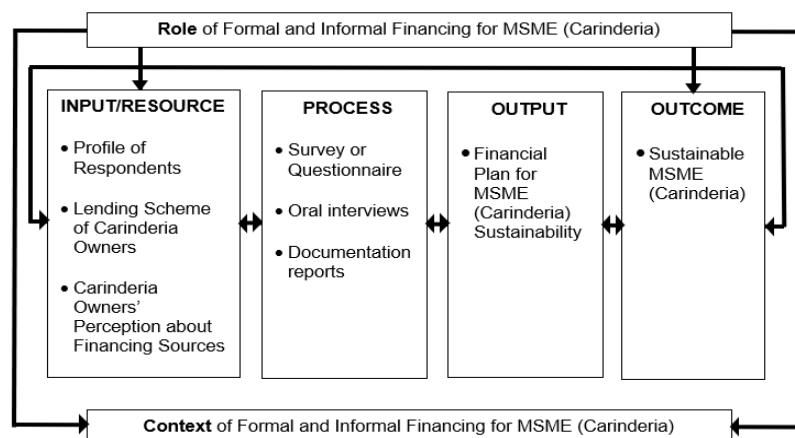 Role of Formal and Informal Financing for MSME (Carinderia)
INPUT/RESOURCE
• Profile of
Respondents
• Lending Scheme
of Carinderia
Owners
• Carinderia
Owners'
Perception about
Financing Sources
PROCESS
• Survey or
Questionnaire
• Oral interviews
• Documentation
reports
OUTPUT
• Financial
Plan for
MSME
(Carinderia)
Sustainability
OUTCOME
• Sustainable
MSME
(Carinderia)
Context of Formal and Informal Financing for MSME (Carinderia)